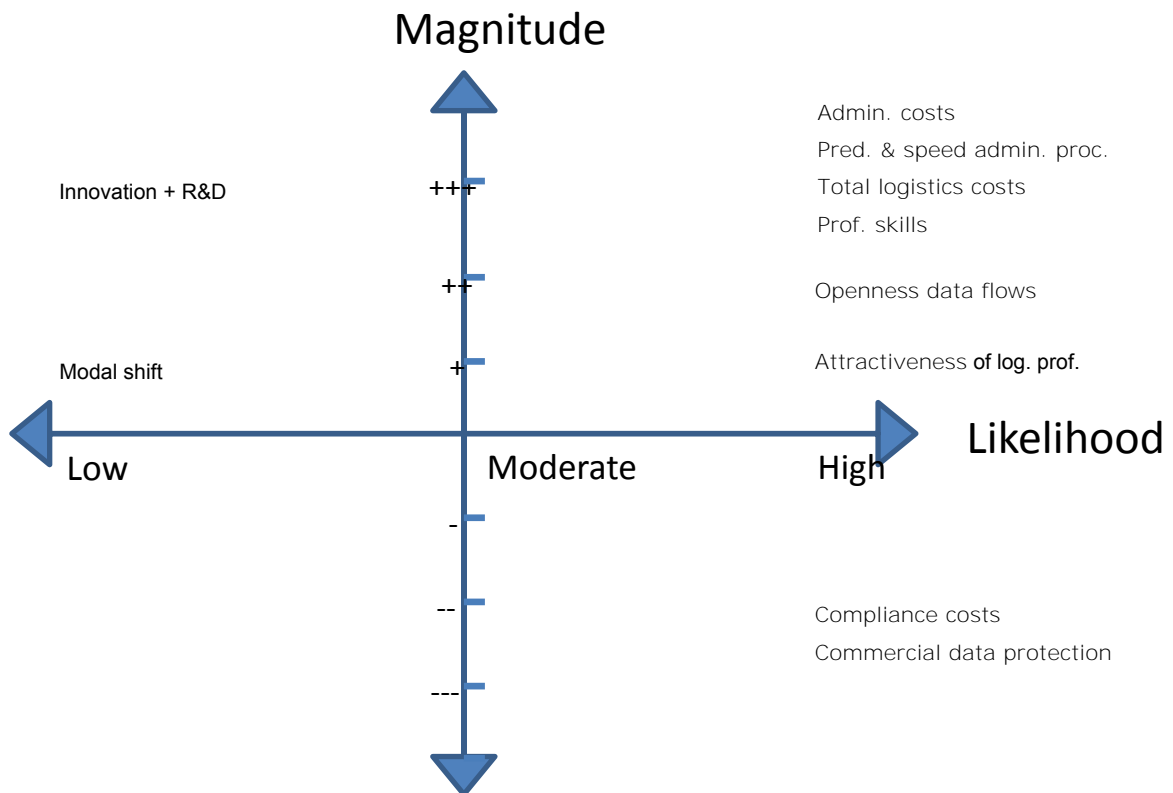 Magnitude
Admin. costs
Pred. & speed admin. proc.
Innovation + R&D
+++
Total logistics costs
Prof. skills
++
Openness data flows
Modal shift
+
Attractiveness of log. prof.
Likelihood
Low
Moderate
High
-
--
Compliance costs
Commercial data protection
---